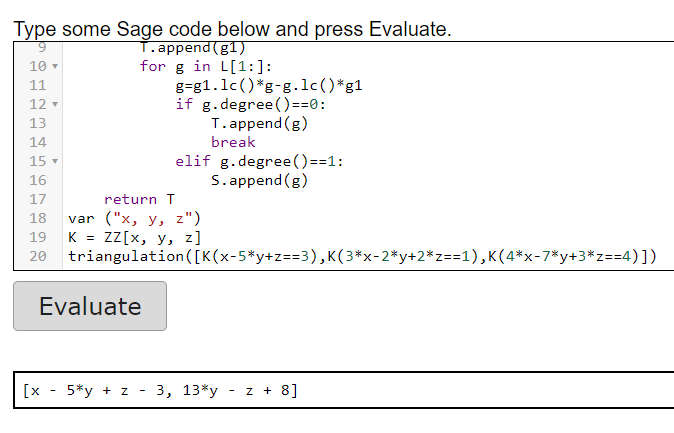 Type some Sage code below and press Evaluate.
9 T.append(g1)
10 for g in L[1:]:
11 g=g1.lc()*g-g.lc()*g1
12 if g.degree()==0:
13 T.append(g)
14 break
15 elif g.degree()==1:
16 S.append(g)
17 return T
18 var ("x, y, z")
19 K = ZZ[x, y, z]
20 triangulation([K(x-5*y+z==3),K(3*x-2*y+2*z==1),K(4*x-7*y+3*z==4)])
Evaluate
[x - 5*y + z - 3, 13*y - z + 8]